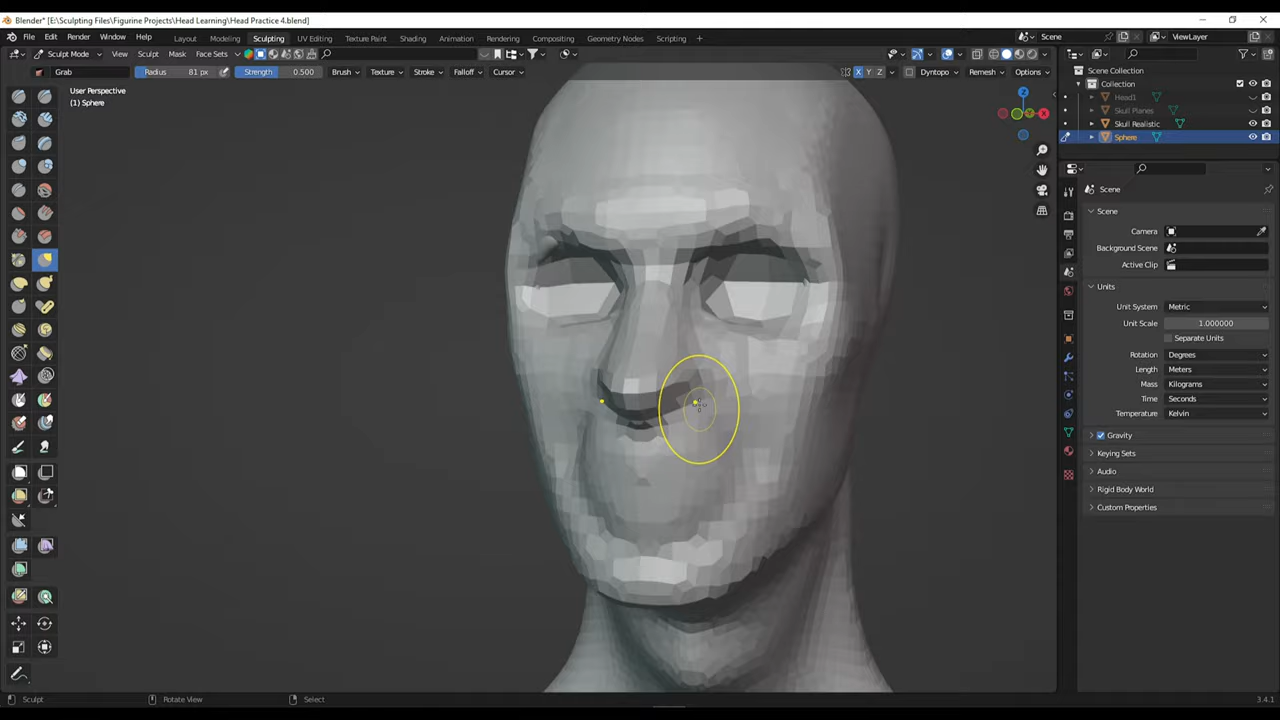 Blender* [E:\Sculpting Files\Figurine Projects\Head Learning\Head Practice 4.blend]
File Edit Render Window Help Layout Modeling Sculpting UV Editing Texture Paint Shading Animation Rendering Compositing Geometry Nodes Scripting + Scene ViewLayer
Sculpt Mode View Sculpt Mask Face Sets
Grab Radius 81 px Strength 0.500 Brush Texture Stroke Falloff Cursor X Y Z Dyntopo Remesh Options
User Perspective
(1) Sphere
Z
X
Scene Collection
Collection
Head1
Skull Planes
Skull Realistic
Sphere
Scene
Scene
Camera
Background Scene
Active Clip
Units
Unit System Metric
Unit Scale 1.000000
Separate Units
Rotation Degrees
Length Meters
Mass Kilograms
Time Seconds
Temperature Kelvin
Gravity
Keying Sets
Audio
Rigid Body World
Custom Properties
Sculpt Rotate View Select 3.4.1